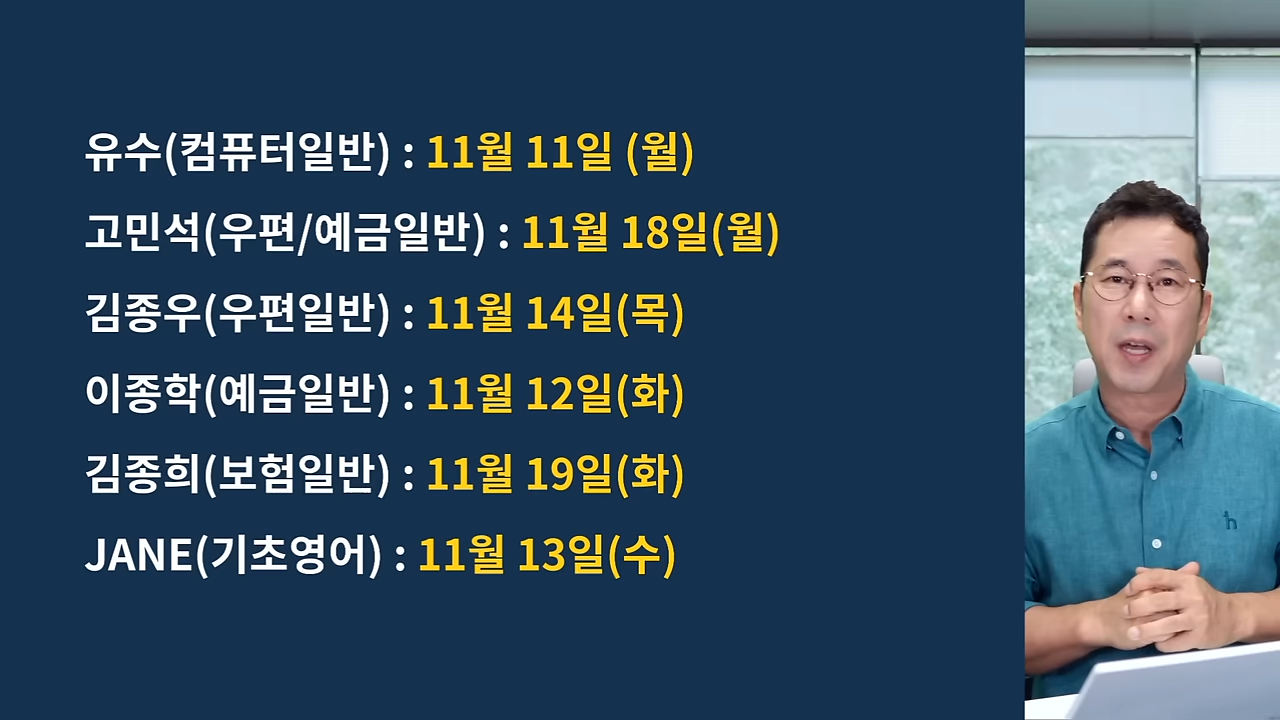 유수(컴퓨터일반) : 11월 11일 (월)
고민석(우편/예금일반) : 11월 18일(월)
김종우(우편일반) : 11월 14일(목)
이종학(예금일반) : 11월 12일(화)
김종희(보험일반) : 11월 19일(화)
JANE(기초영어) : 11월 13일(수)